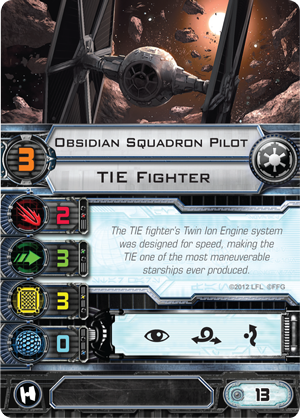 Obsidian Squadron Pilot
3
TIE Fighter
2
The TIE fighter's Twin Ion Engine system
was designed for speed, making the
TIE one of the most maneuverable
starships ever produced.
3
©2012 LFL ©FFG
3
0
13